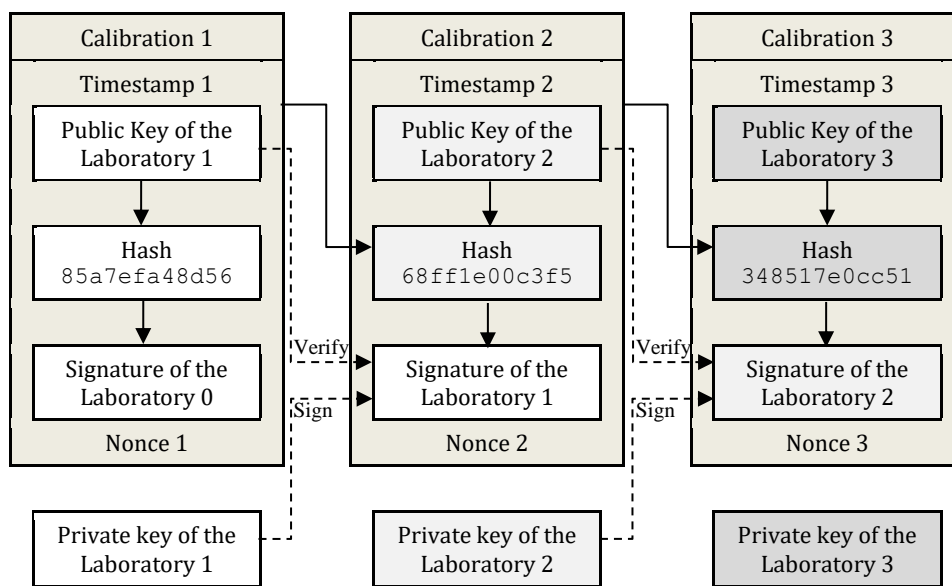 Calibration 1
Timestamp 1
Public Key of the
Laboratory 1
Hash
85a7efa48d56
Signature of the
Laboratory 0
Nonce 1
Private key of the
Laboratory 1
Verify
Sign
Calibration 2
Timestamp 2
Public Key of the
Laboratory 2
Hash
68ff1e00c3f5
Signature of the
Laboratory 1
Nonce 2
Private key of the
Laboratory 2
Verify
Sign
Calibration 3
Timestamp 3
Public Key of the
Laboratory 3
Hash
348517e0cc51
Signature of the
Laboratory 2
Nonce 3
Private key of the
Laboratory 3